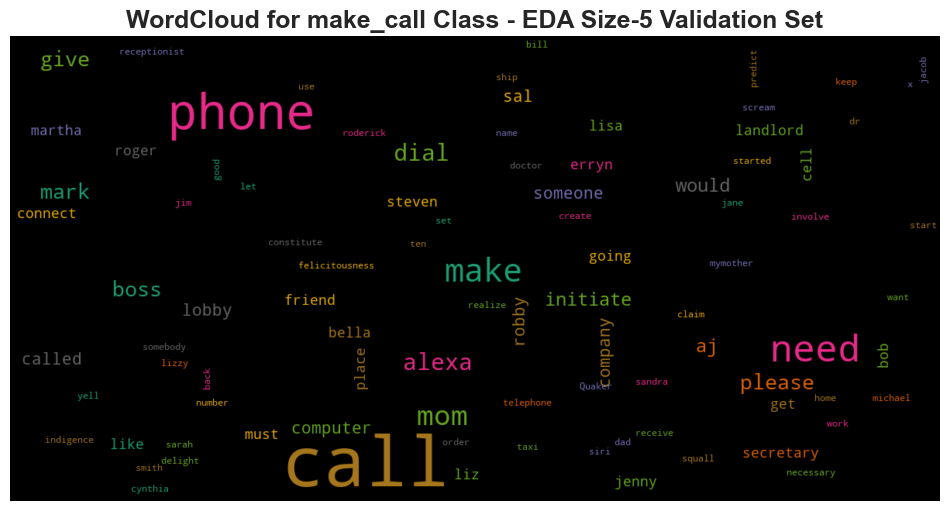 WordCloud for make_call Class - EDA Size-5 Validation Set
bill
receptionist
give
jacob
predict
ship
keep
x
use
sal
phone
scream
dr
lisa
martha
roderick
name
landlord
roger
dial
started
cell
good
doctor
erryn
let
mark
someone
would
jim
steven
jane
connect
create
involve
set
start
constitute
ten
going
felicitousness
make
mymother
boss
friend
initiate
want
lobby
realize
robby
claim
bella
company
somebody
called
lizzy
place
alexa
aj
need
bob
back
Quaker
sandra
please
yell
number
telephone
get
home
michael
mom
work
indigence
like
sarah
must
computer
order
taxi
dad
receive
siri
delight
smith
call
squall
secretary
cynthia
liz
jenny
necessary